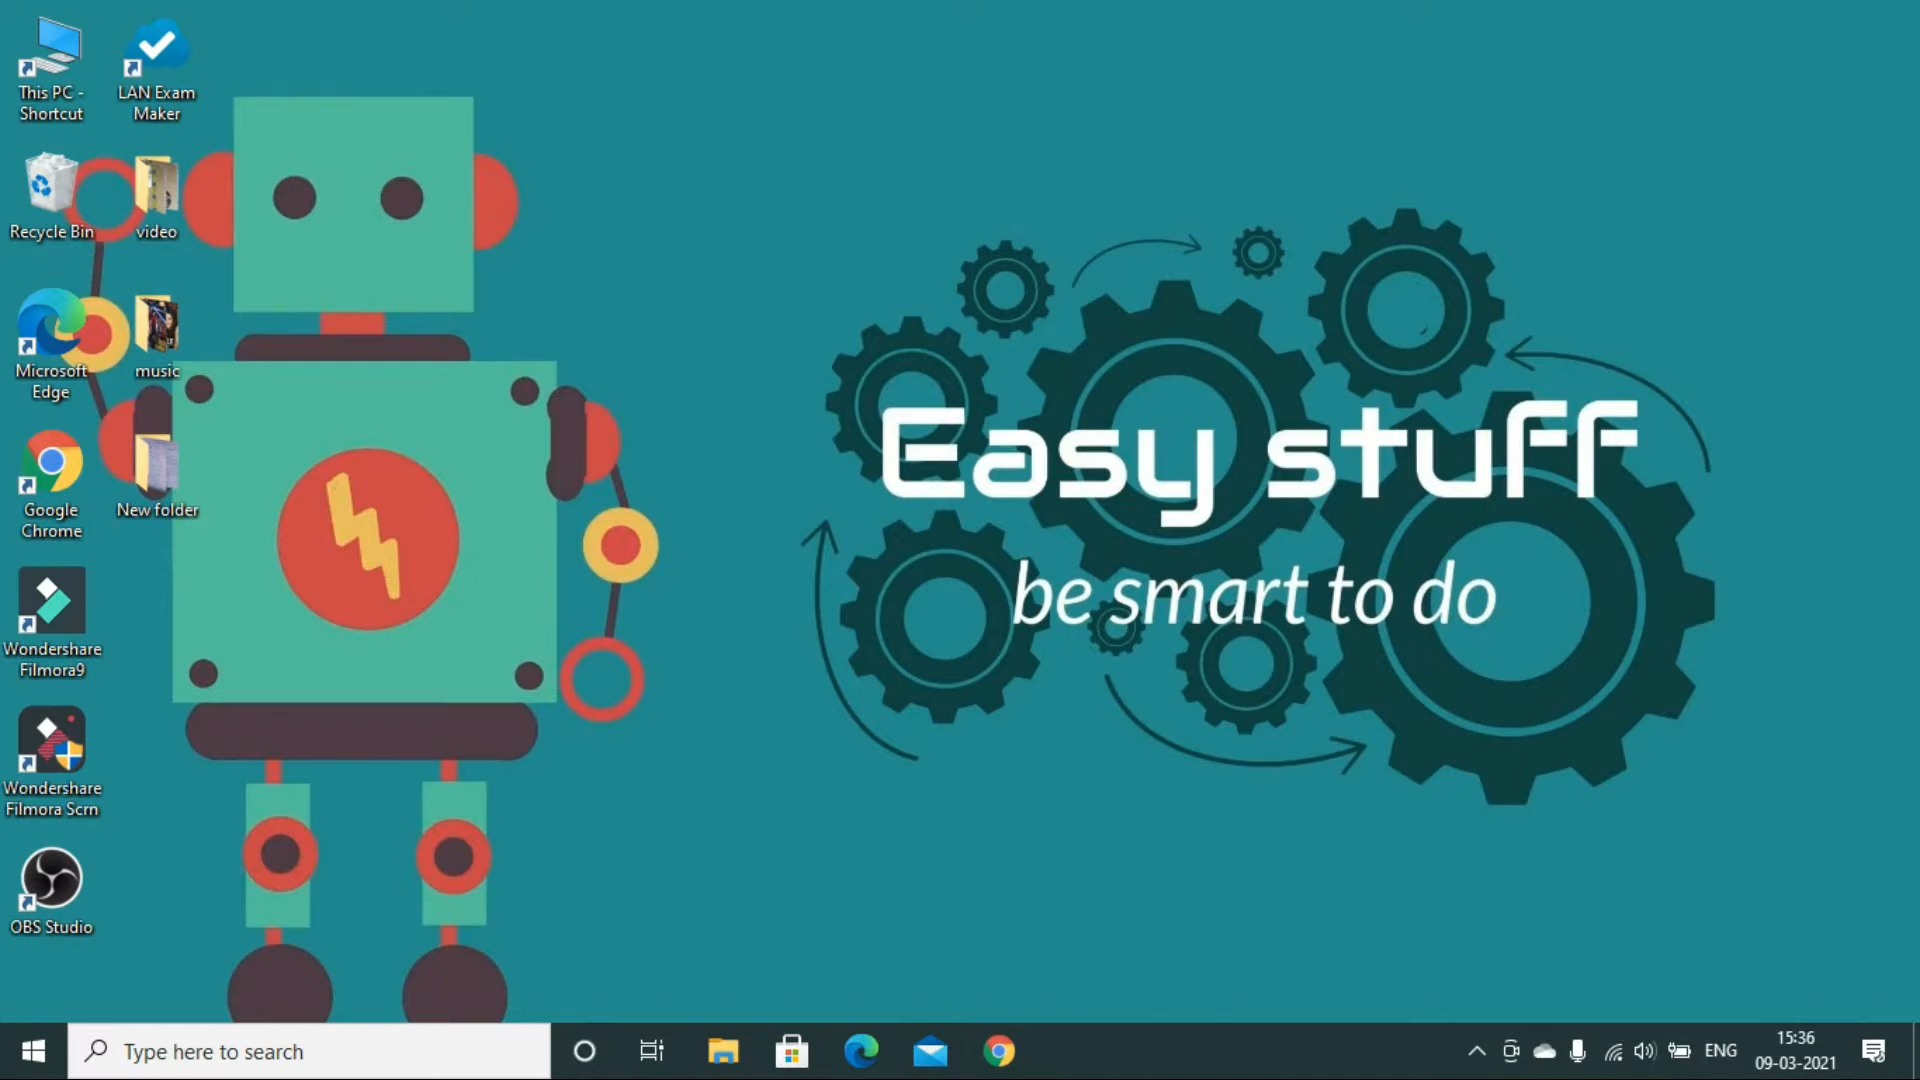 This PC -
Shortcut
LAN Exam
Maker
Recycle Bin
video
Microsoft
Edge
music
Google
Chrome
New folder
Wondershare
Filmora9
Wondershare
Filmora Scrn
OBS Studio
Easy stuff
be smart to do
Type here to search
ENG
15:36
09-03-2021